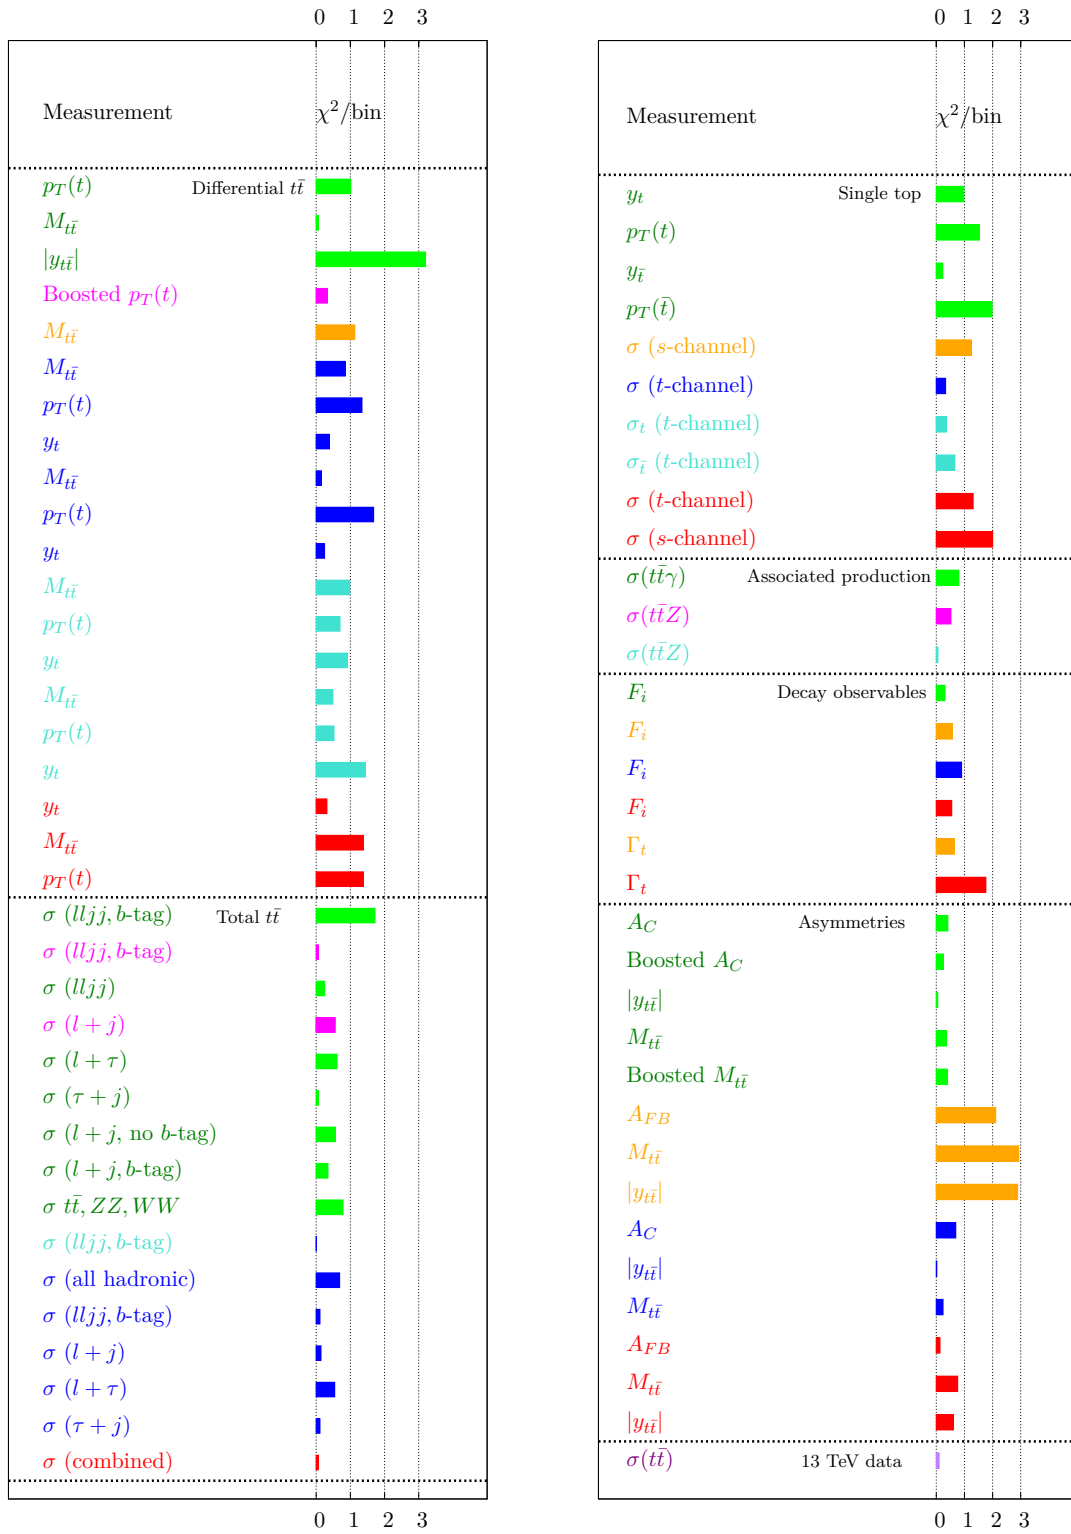 0 1 2 3
Measurement χ²/bin
p_T(t) Differential tt̄
M_tt̄
|y_tt̄|
Boosted p_T(t)
M_tt̄
M_tt̄
p_T(t)
y_t
M_tt̄
p_T(t)
y_t
M_tt̄
p_T(t)
y_t
M_tt̄
p_T(t)
y_t
y_t
M_tt̄
p_T(t)
σ (lljj, b-tag) Total tt̄
σ (lljj, b-tag)
σ (lljj)
σ (l + j)
σ (l + τ)
σ (τ + j)
σ (l + j, no b-tag)
σ (l + j, b-tag)
σ tt̄, ZZ, WW
σ (lljj, b-tag)
σ (all hadronic)
σ (lljj, b-tag)
σ (l + j)
σ (l + τ)
σ (τ + j)
σ (combined)
0 1 2 3
0 1 2 3
Measurement χ²/bin
y_t Single top
p_T(t)
y_t̄
p_T(t̄)
σ (s-channel)
σ (t-channel)
σ_t (t-channel)
σ_t̄ (t-channel)
σ (t-channel)
σ (s-channel)
σ(tt̄γ) Associated production
σ(tt̄Z)
σ(tt̄Z)
F_i Decay observables
F_i
F_i
F_i
Γ_t
Γ_t
A_C Asymmetries
Boosted A_C
|y_tt̄|
M_tt̄
Boosted M_tt̄
A_FB
M_tt̄
|y_tt̄|
A_C
|y_tt̄|
M_tt̄
A_FB
M_tt̄
|y_tt̄|
σ(tt̄) 13 TeV data
0 1 2 3